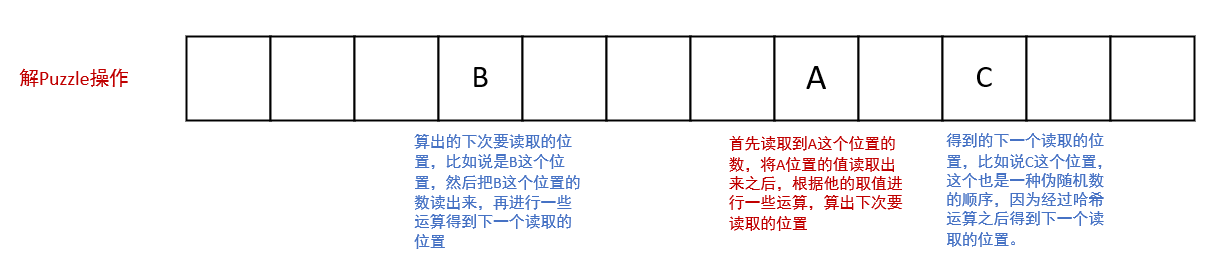 解Puzzle操作
B
A
C
算出的下次要读取的位
置，比如说是B这个位
置，然后把B这个位置的
数读出来，再进行一些
运算得到下一个读取的
位置
首先读取到A这个位置的
数，将A位置的值读取出
来之后，根据他的取值进
行一些运算，算出下次要
读取的位置
得到的下一个读取的位
置，比如说C这个位置，
这个也是一种伪随机数
的顺序，因为经过哈希
运算之后得到下一个读
取的位置。